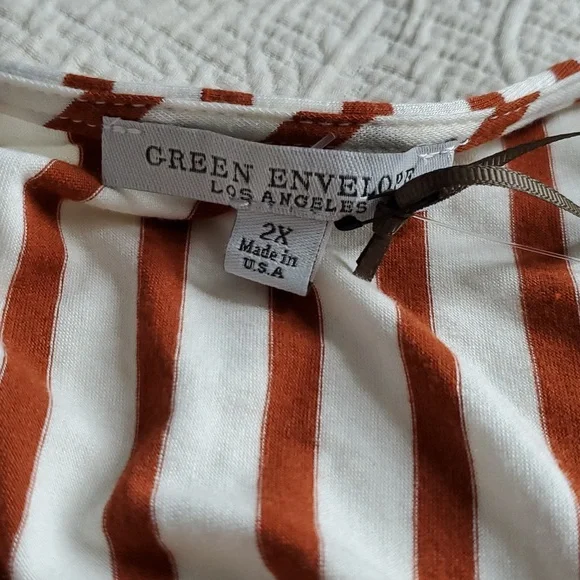 GREEN ENVELOPE
LOS ANGELES
2X
Made in
U.S.A